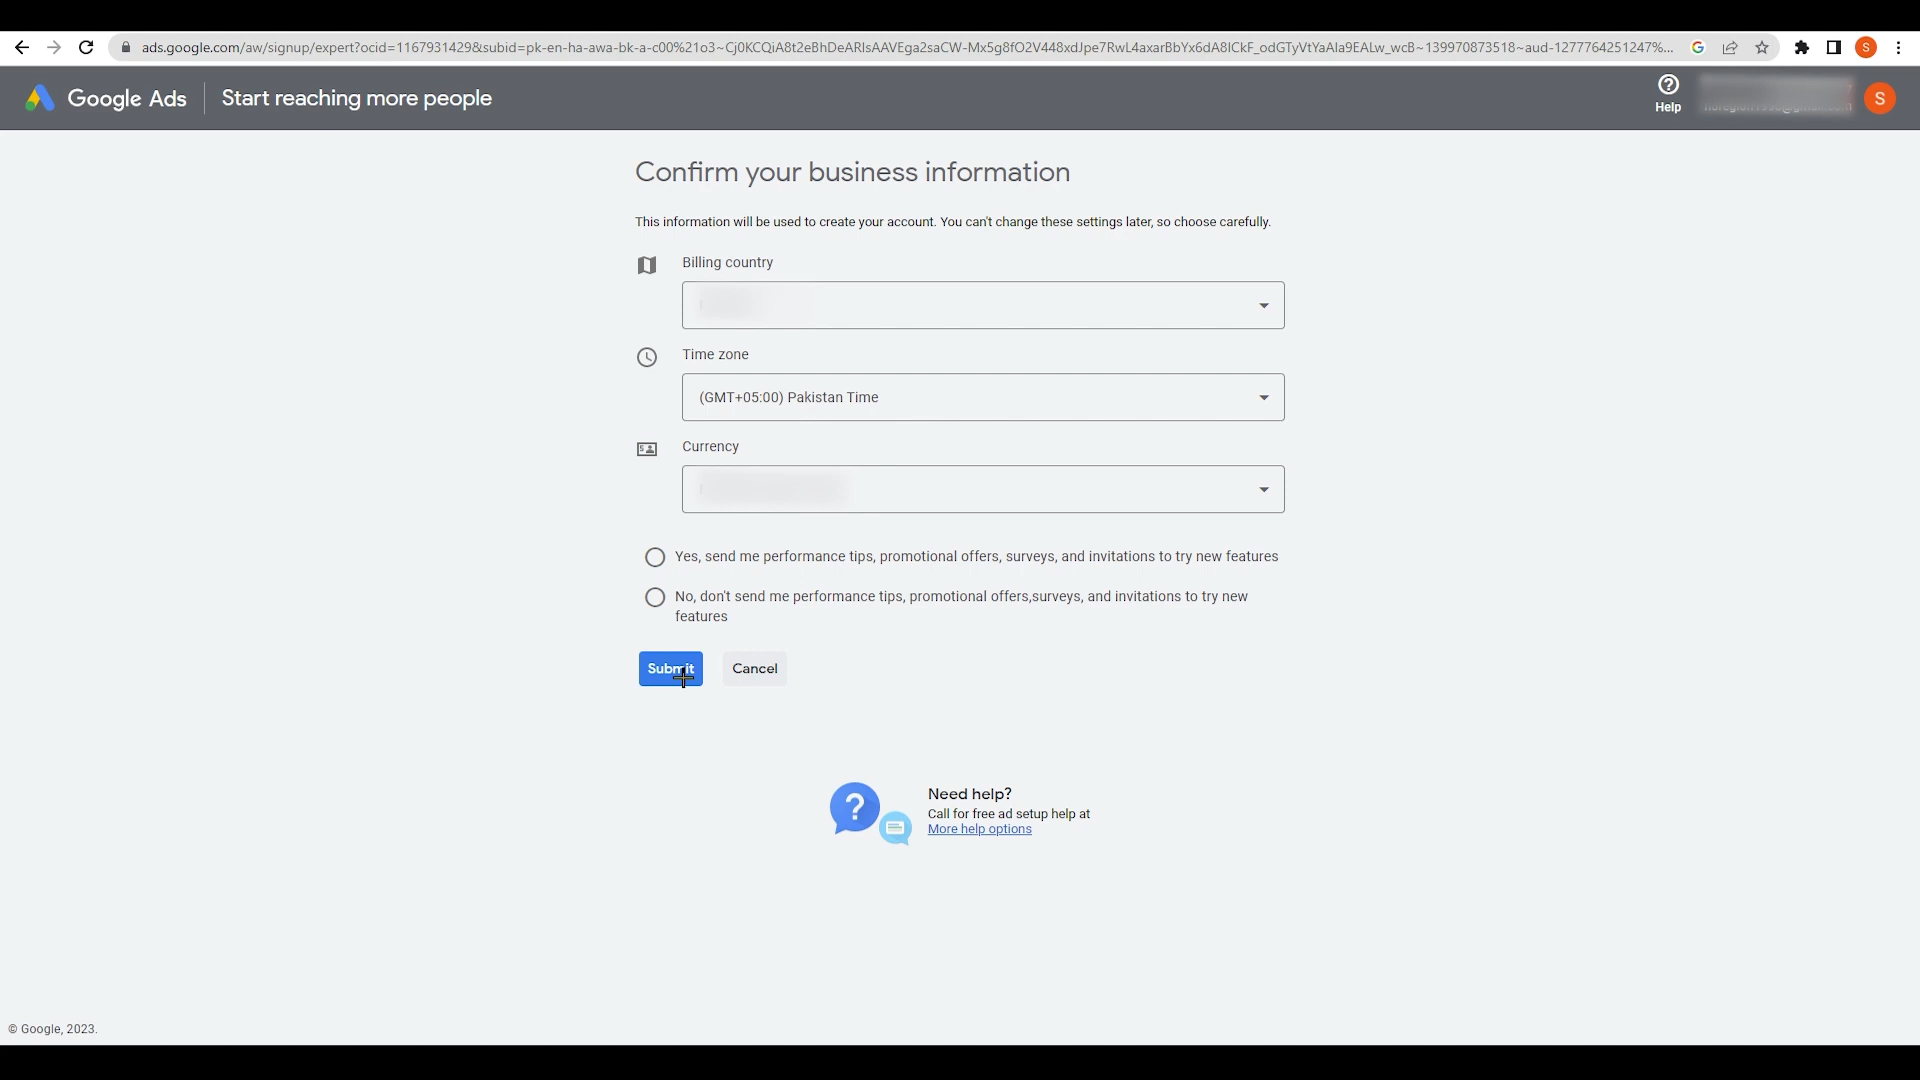 ads.google.com/aw/signup/expert?ocid=1167931429&subid=pk-en-ha-awa-bk-a-c00%21o3~Cj0KCQiA8t2eBhDeARIsAAVEga2saCW-Mx5g8fO2V448xdJpe7RwL4axarBbYx6dA8ICkF_odGTyVtYaAla9EALw_wcB~139970873518~aud-1277764251247%... S
Google Ads Start reaching more people Help S
Confirm your business information
This information will be used to create your account. You can't change these settings later, so choose carefully.
Billing country
Time zone
(GMT+05:00) Pakistan Time
Currency
Yes, send me performance tips, promotional offers, surveys, and invitations to try new features
No, don't send me performance tips, promotional offers,surveys, and invitations to try new
features
Submit Cancel
Need help?
Call for free ad setup help at
More help options
© Google, 2023.